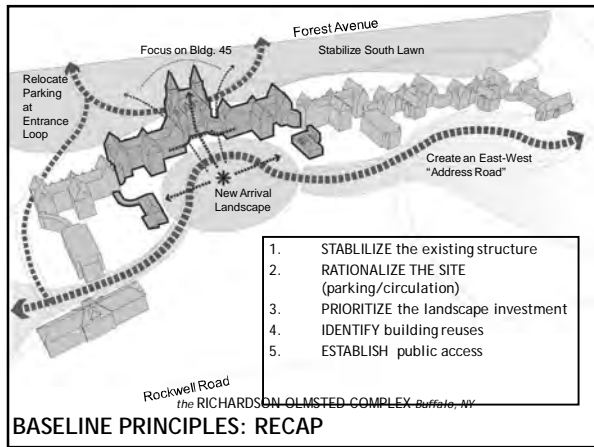 Forest Avenue
Focus on Bldg. 45
Stabilize South Lawn
Relocate
Parking
at
Entrance
Loop
Create an East-West
“Address Road”
New Arrival
Landscape
1. STABLILIZE the existing structure
2. RATIONALIZE THE SITE
(parking/circulation)
3. PRIORITIZE the landscape investment
4. IDENTIFY building reuses
5. ESTABLISH public access
Rockwell Road
the RICHARDSON OLMSTED COMPLEX Buffalo, NY
BASELINE PRINCIPLES: RECAP